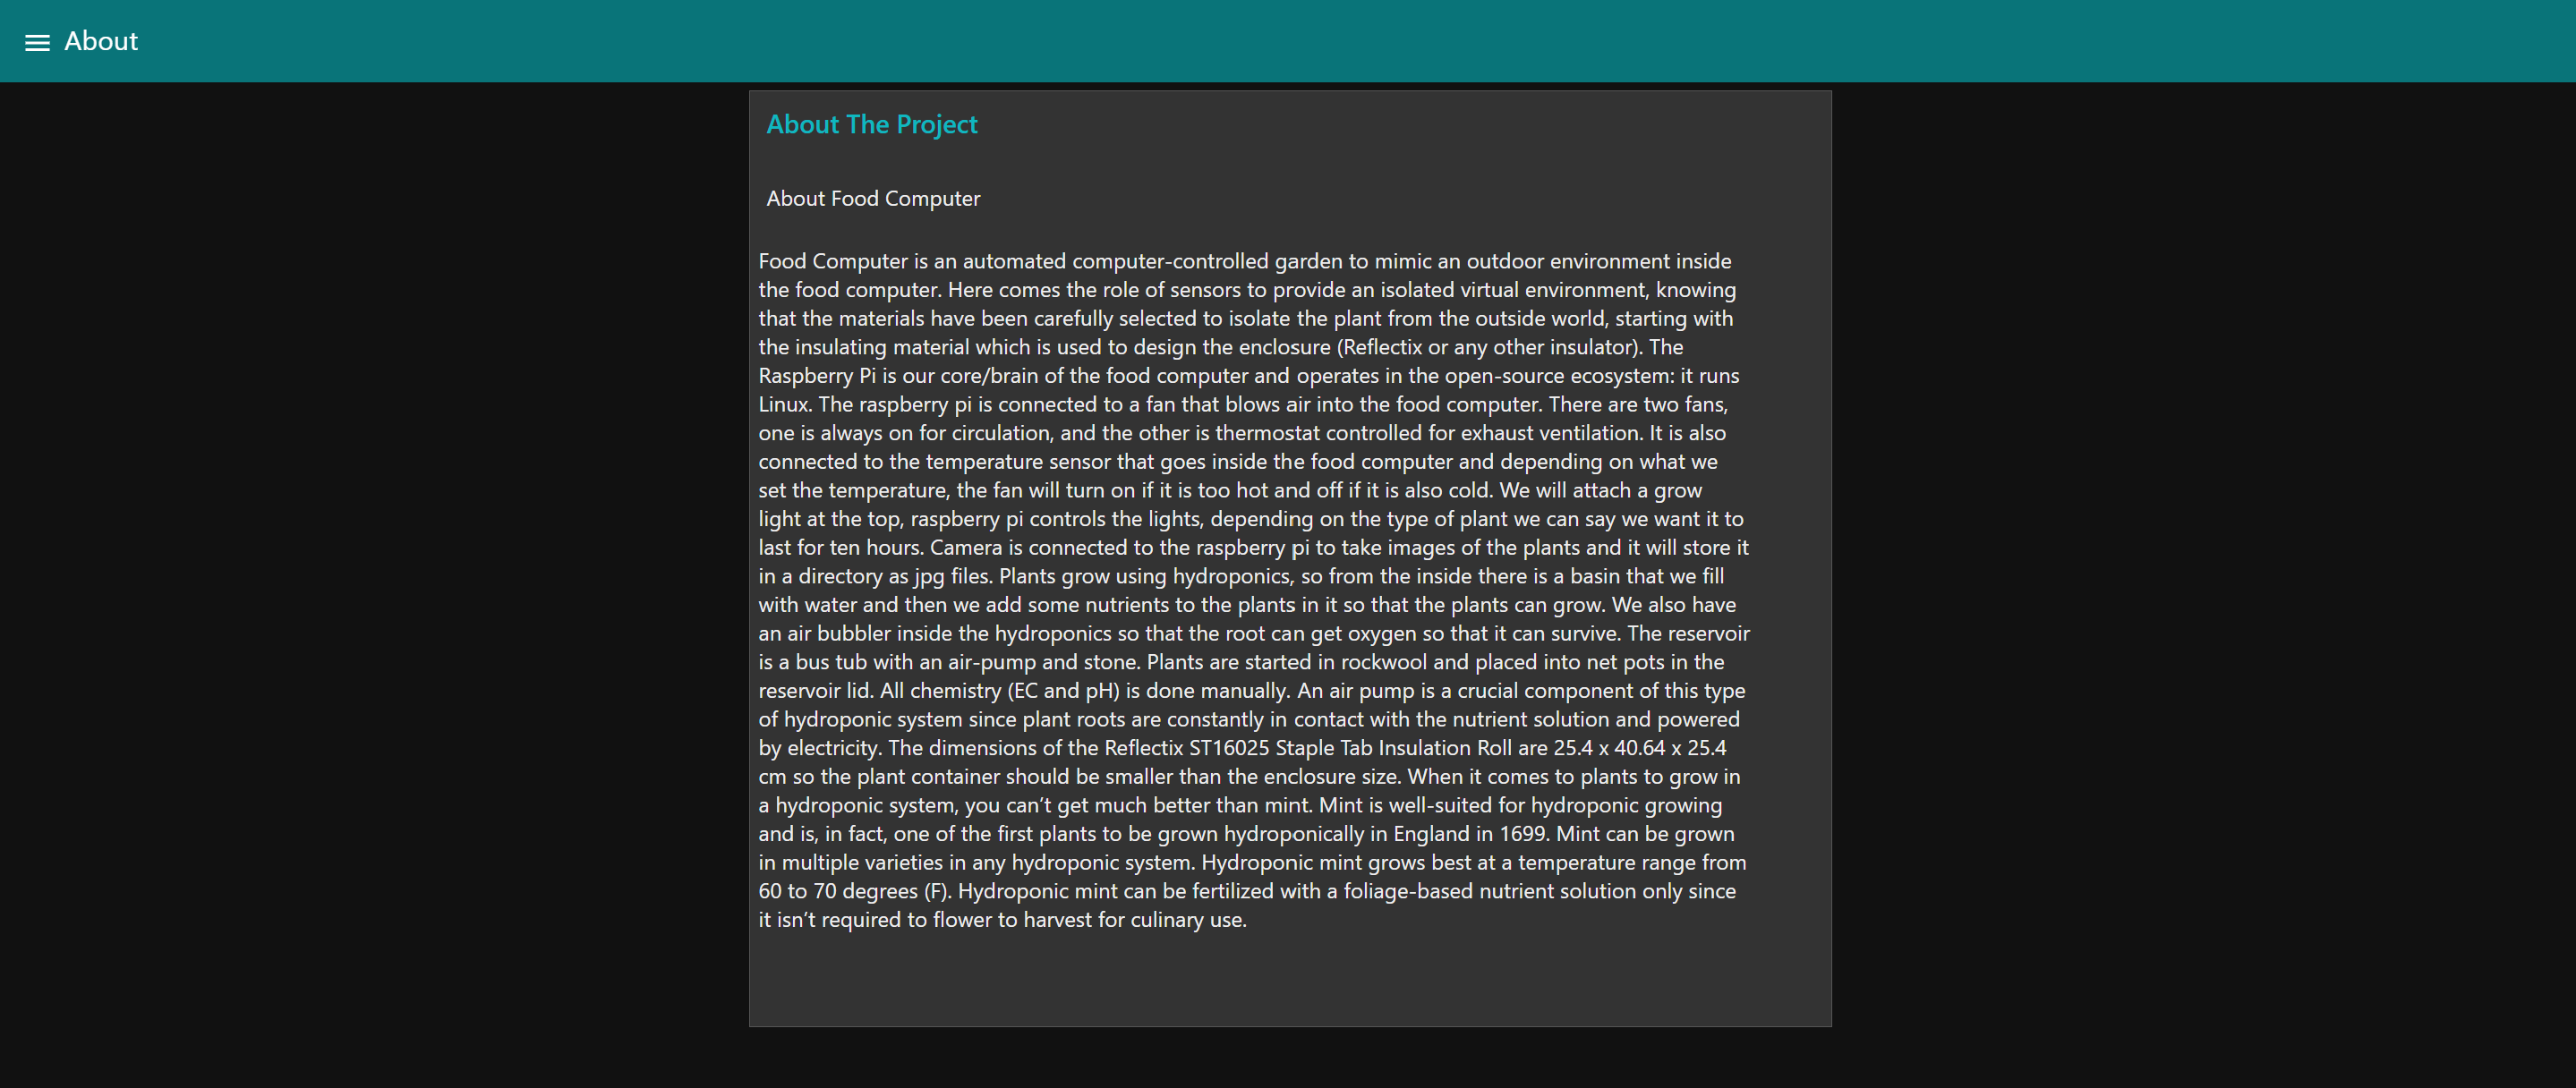 About
About The Project
About Food Computer
Food Computer is an automated computer-controlled garden to mimic an outdoor environment inside
the food computer. Here comes the role of sensors to provide an isolated virtual environment, knowing
that the materials have been carefully selected to isolate the plant from the outside world, starting with
the insulating material which is used to design the enclosure (Reflectix or any other insulator). The
Raspberry Pi is our core/brain of the food computer and operates in the open-source ecosystem: it runs
Linux. The raspberry pi is connected to a fan that blows air into the food computer. There are two fans,
one is always on for circulation, and the other is thermostat controlled for exhaust ventilation. It is also
connected to the temperature sensor that goes inside the food computer and depending on what we
set the temperature, the fan will turn on if it is too hot and off if it is also cold. We will attach a grow
light at the top, raspberry pi controls the lights, depending on the type of plant we can say we want it to
last for ten hours. Camera is connected to the raspberry pi to take images of the plants and it will store it
in a directory as jpg files. Plants grow using hydroponics, so from the inside there is a basin that we fill
with water and then we add some nutrients to the plants in it so that the plants can grow. We also have
an air bubbler inside the hydroponics so that the root can get oxygen so that it can survive. The reservoir
is a bus tub with an air-pump and stone. Plants are started in rockwool and placed into net pots in the
reservoir lid. All chemistry (EC and pH) is done manually. An air pump is a crucial component of this type
of hydroponic system since plant roots are constantly in contact with the nutrient solution and powered
by electricity. The dimensions of the Reflectix ST16025 Staple Tab Insulation Roll are 25.4 x 40.64 x 25.4
cm so the plant container should be smaller than the enclosure size. When it comes to plants to grow in
a hydroponic system, you can’t get much better than mint. Mint is well-suited for hydroponic growing
and is, in fact, one of the first plants to be grown hydroponically in England in 1699. Mint can be grown
in multiple varieties in any hydroponic system. Hydroponic mint grows best at a temperature range from
60 to 70 degrees (F). Hydroponic mint can be fertilized with a foliage-based nutrient solution only since
it isn’t required to flower to harvest for culinary use.